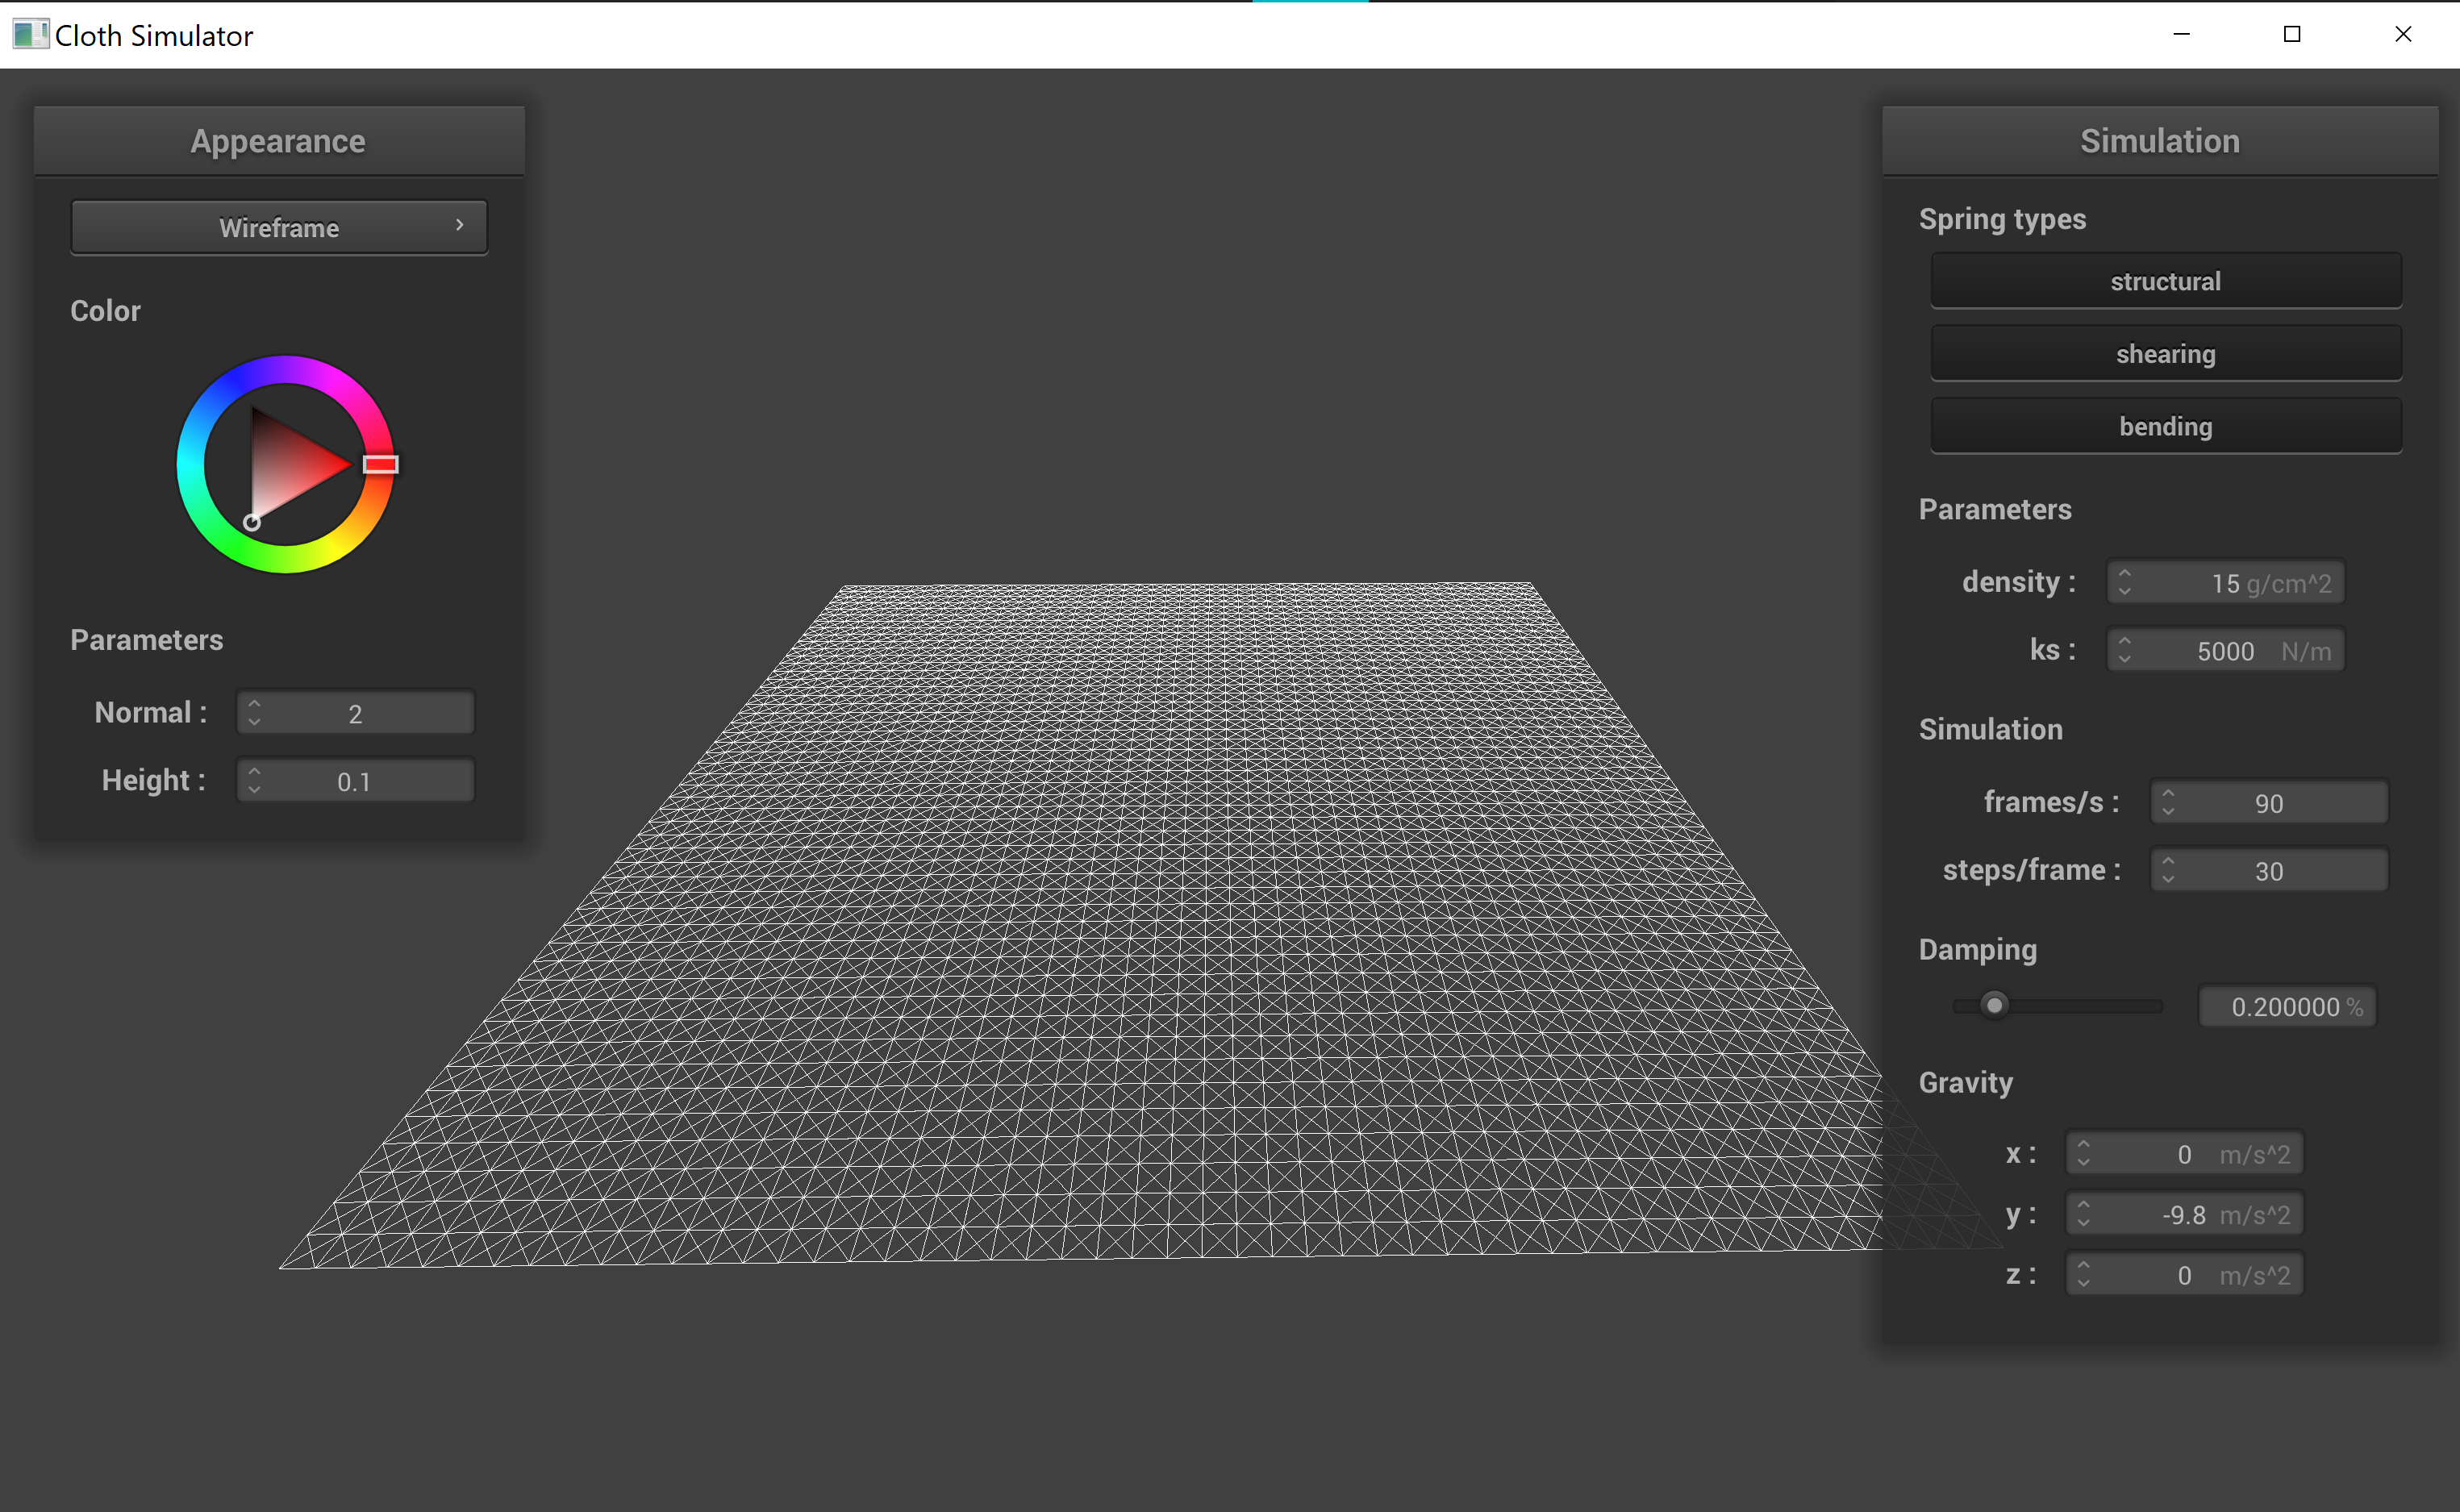 Cloth Simulator
Appearance
Wireframe
Color
Parameters
Normal : 2
Height : 0.1
Simulation
Spring types
structural
shearing
bending
Parameters
density : 15 g/cm^2
ks : 5000 N/m
Simulation
frames/s : 90
steps/frame : 30
Damping
0.200000 %
Gravity
x : 0 m/s^2
y : -9.8 m/s^2
z : 0 m/s^2